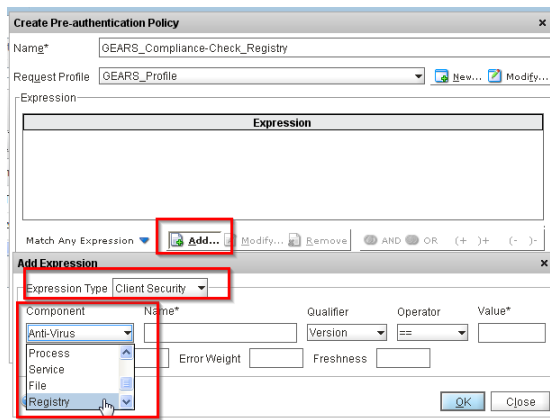 Create Pre-authentication Policy
Name* GEARS_Compliance-Check_Registry
Request Profile GEARS_Profile New... Modify...
Expression
Expression
Match Any Expression Add... Modify... Remove AND OR (+ )+ (- )-
Add Expression
Expression Type Client Security
Component Name* Qualifier Operator Value*
Anti-Virus Version ==
Process
Service
File
Registry
Error Weight Freshness
OK Close